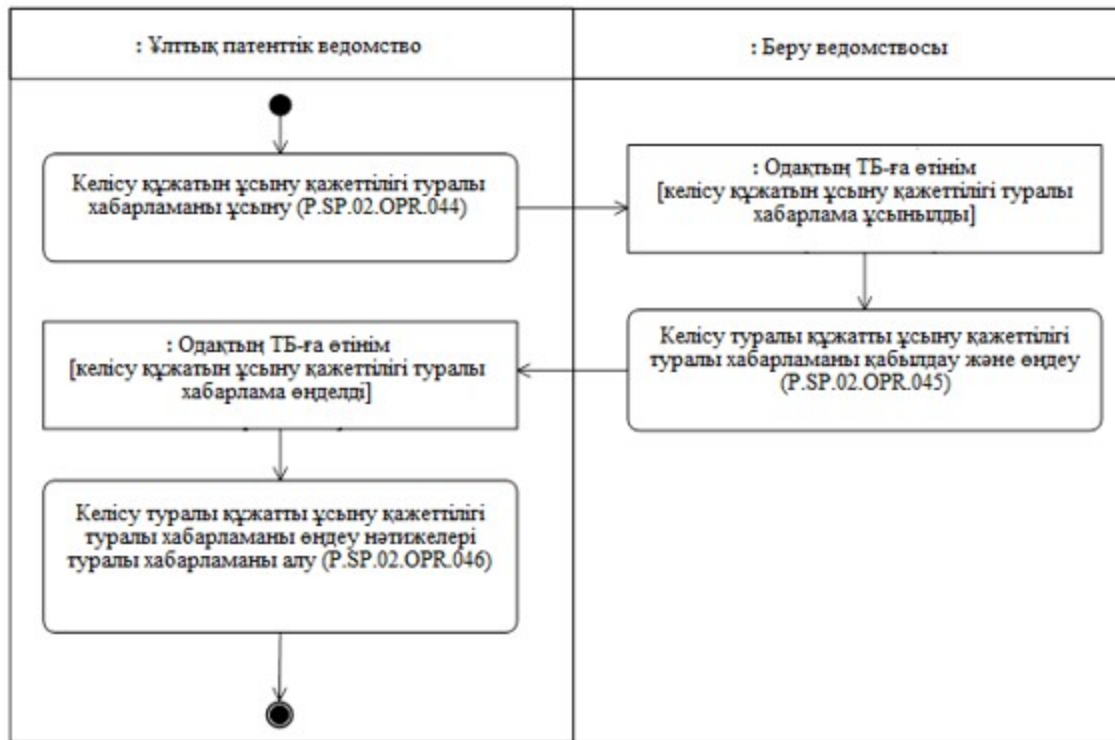 : Ұлттық патенттік ведомство
: Беру ведомствосы
Келісу құжатын ұсыну қажеттілігі туралы
хабарламаны ұсыну (P.SP.02.OPR.044)
: Одақтың ТБ-ға өтінім
[келісу құжатын ұсыну қажеттілігі туралы
хабарлама ұсынылды]
Келісу туралы құжатты ұсыну қажеттілігі
туралы хабарламаны қабылдау және өңдеу
(P.SP.02.OPR.045)
: Одақтың ТБ-ға өтінім
[келісу құжатын ұсыну қажеттілігі туралы
хабарлама өңделді]
Келісу туралы құжатты ұсыну қажеттілігі
туралы хабарламаны өңдеу нәтижелері
туралы хабарламаны алу (P.SP.02.OPR.046)